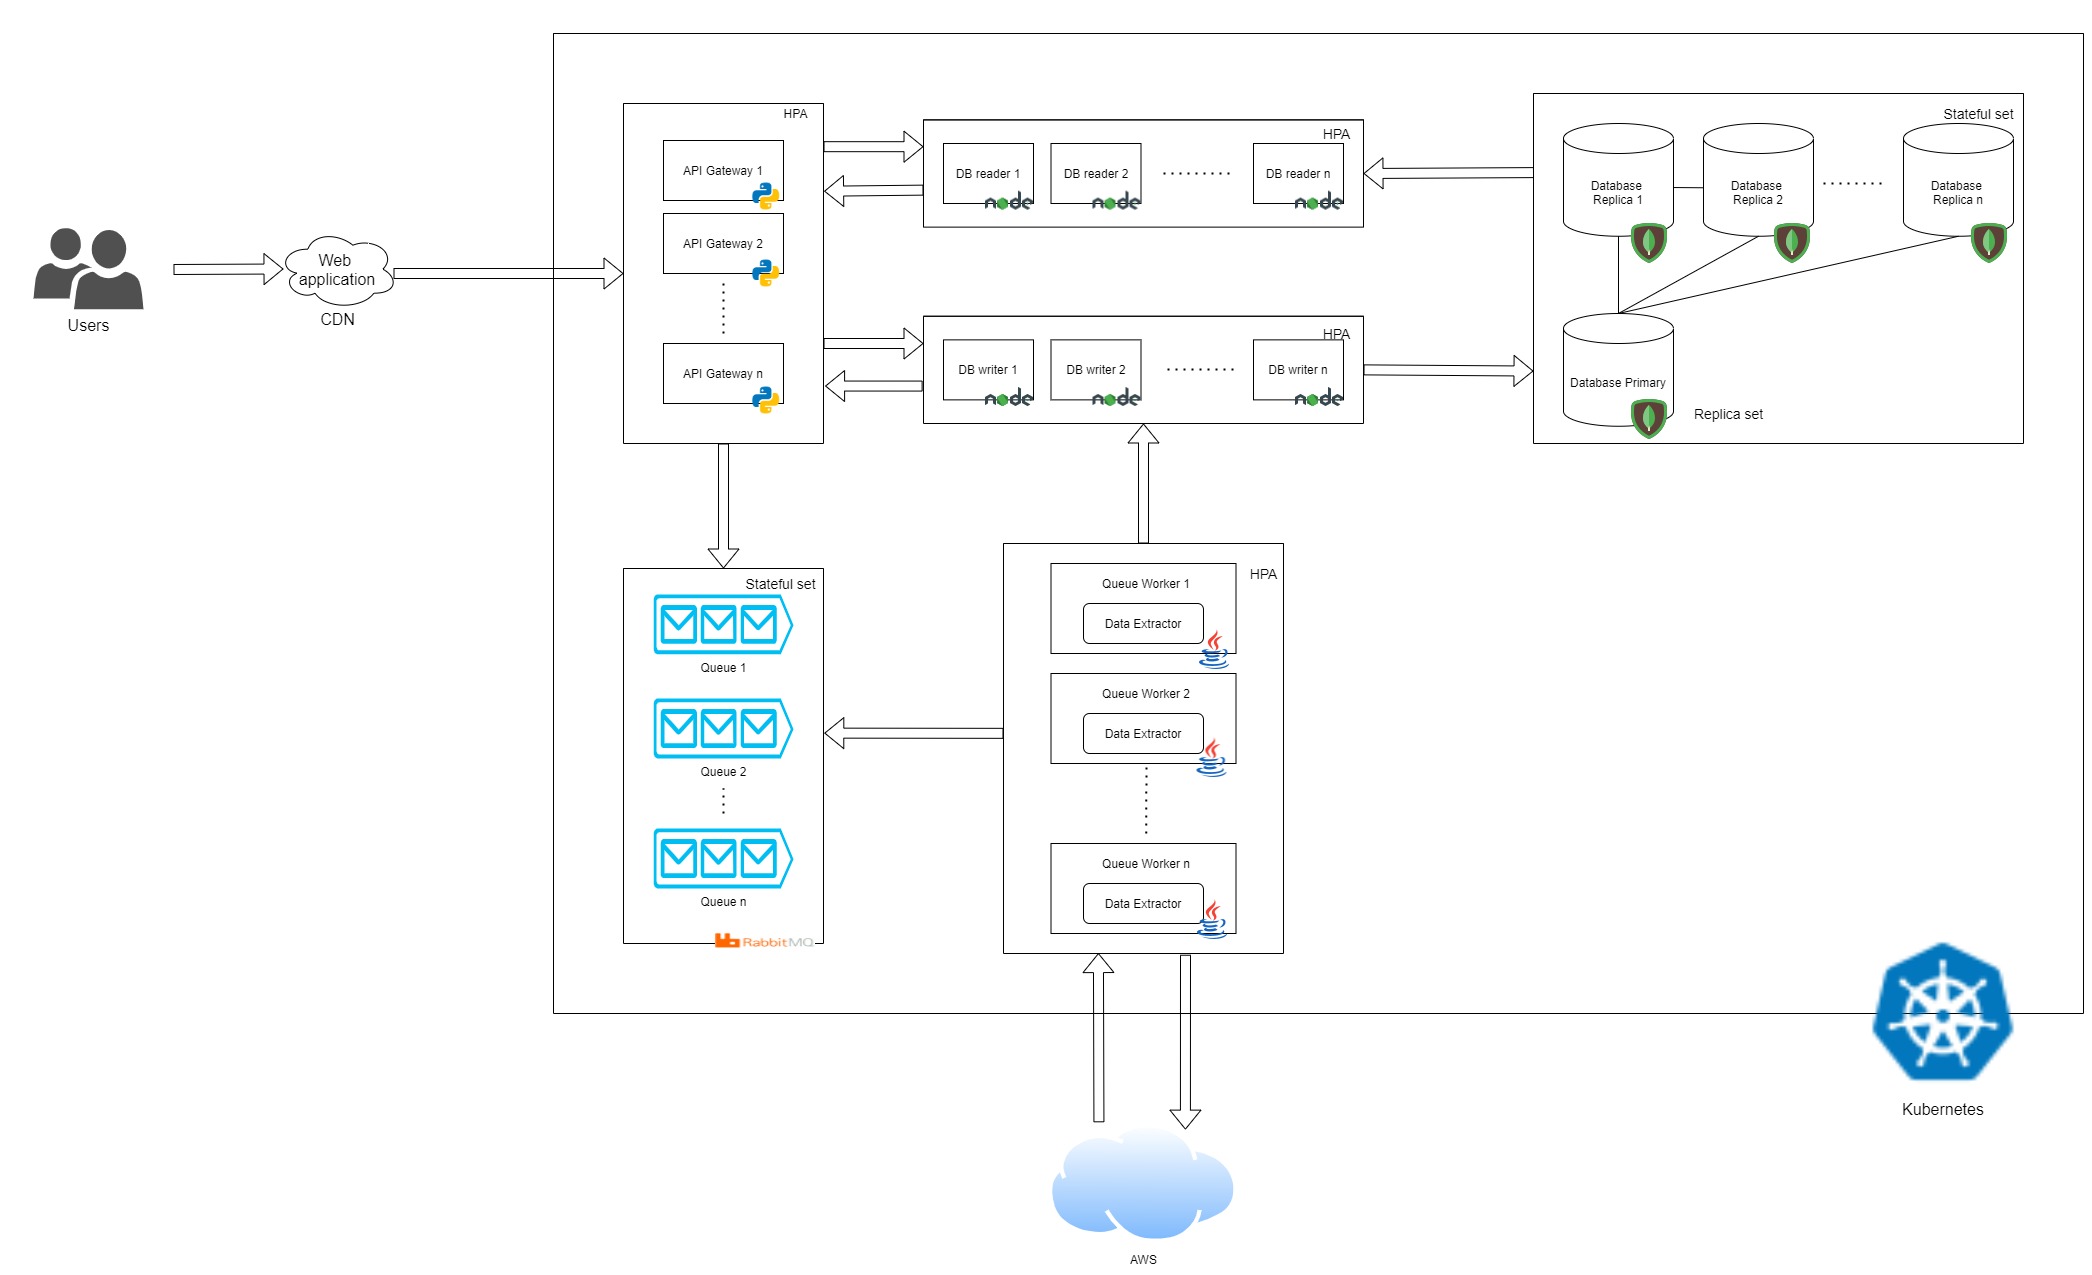 HPA
API Gateway 1
API Gateway 2
API Gateway n
HPA
DB reader 1
DB reader 2
DB reader n
node
node
node
Stateful set
Database
Replica 1
Database
Replica 2
Database
Replica n
Users
Web
application
CDN
HPA
DB writer 1
DB writer 2
DB writer n
node
node
node
Database Primary
Replica set
Stateful set
Queue 1
Queue 2
Queue n
RabbitMQ
HPA
Queue Worker 1
Data Extractor
Queue Worker 2
Data Extractor
Queue Worker n
Data Extractor
Kubernetes
AWS